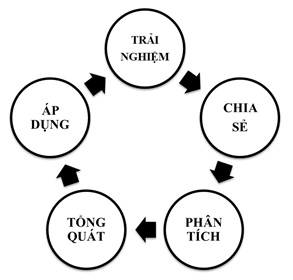 TRẢI
NGHIỆM
CHIA
SẺ
PHÂN
TÍCH
TỔNG
QUÁT
ÁP
DỤNG